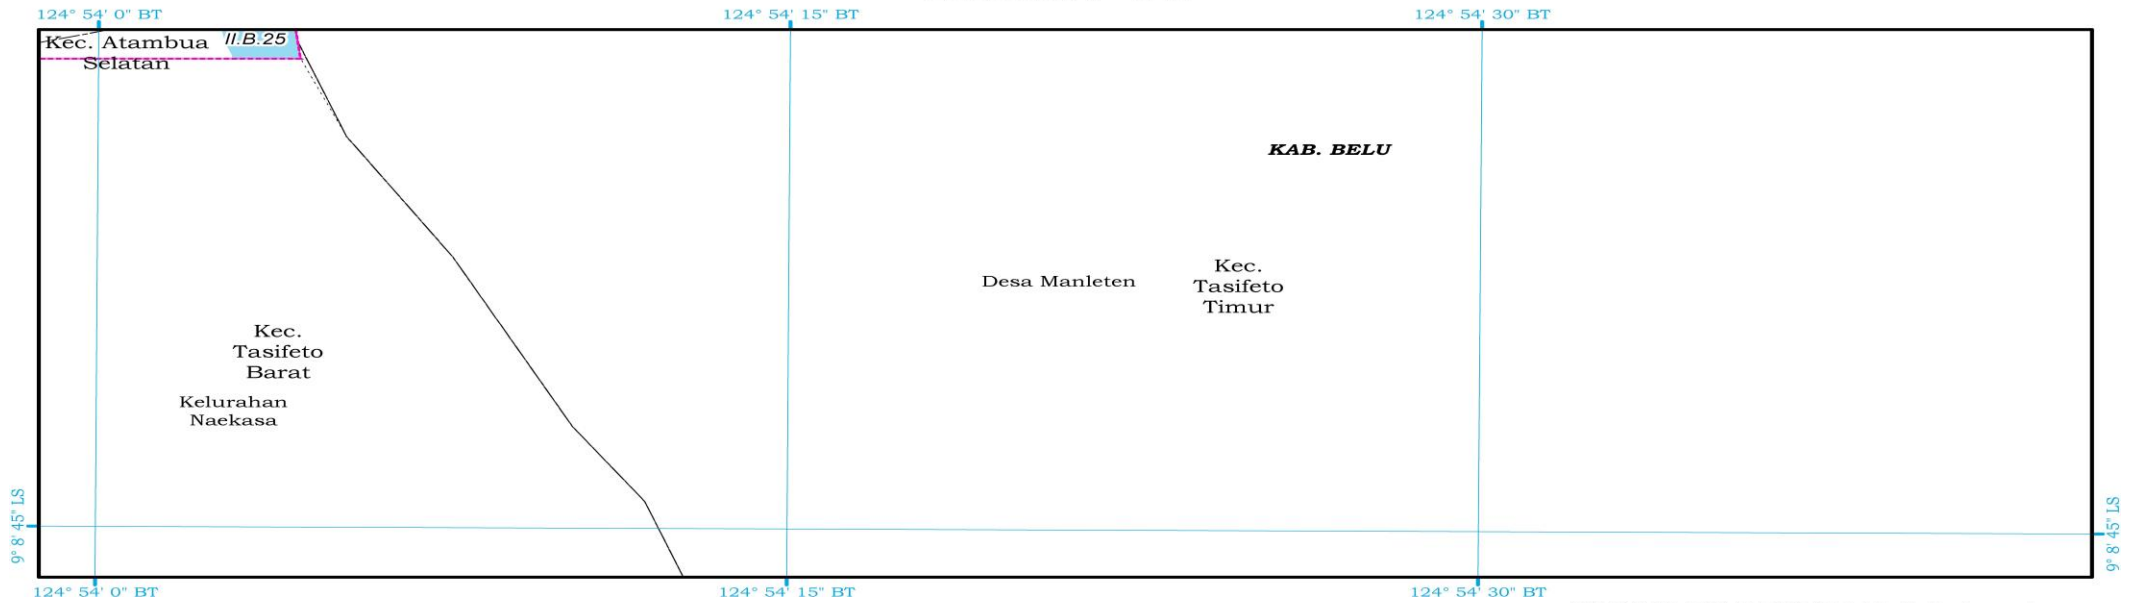 124° 54' 0" BT
124° 54' 15" BT
124° 54' 30" BT
Kec. Atambua
Selatan
II.B.25
KAB. BELU
Desa Manleten
Kec.
Tasifeto
Timur
Kec.
Tasifeto
Barat
Kelurahan
Naekasa
9° 8' 45" LS
9° 8' 45" LS
124° 54' 0" BT
124° 54' 15" BT
124° 54' 30" BT